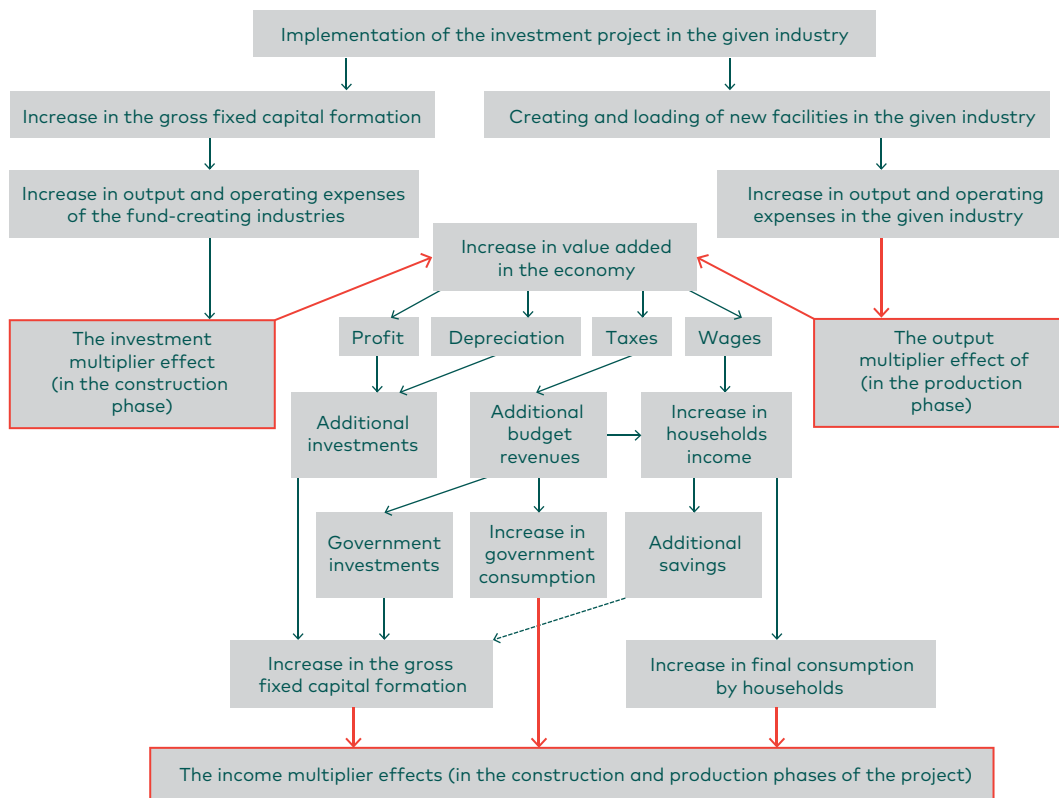 Implementation of the investment project in the given industry
Increase in the gross fixed capital formation
Creating and loading of new facilities in the given industry
Increase in output and operating expenses
of the fund-creating industries
Increase in output and operating
expenses in the given industry
Increase in value added
in the economy
The investment
multiplier effect
(in the construction
phase)
Profit
Depreciation
Taxes
Wages
The output
multiplier effect of
(in the production
phase)
Additional
investments
Additional
budget
revenues
Increase in
households
income
Government
investments
Increase in
government
consumption
Additional
savings
Increase in the gross
fixed capital formation
Increase in final consumption
by households
The income multiplier effects (in the construction and production phases of the project)